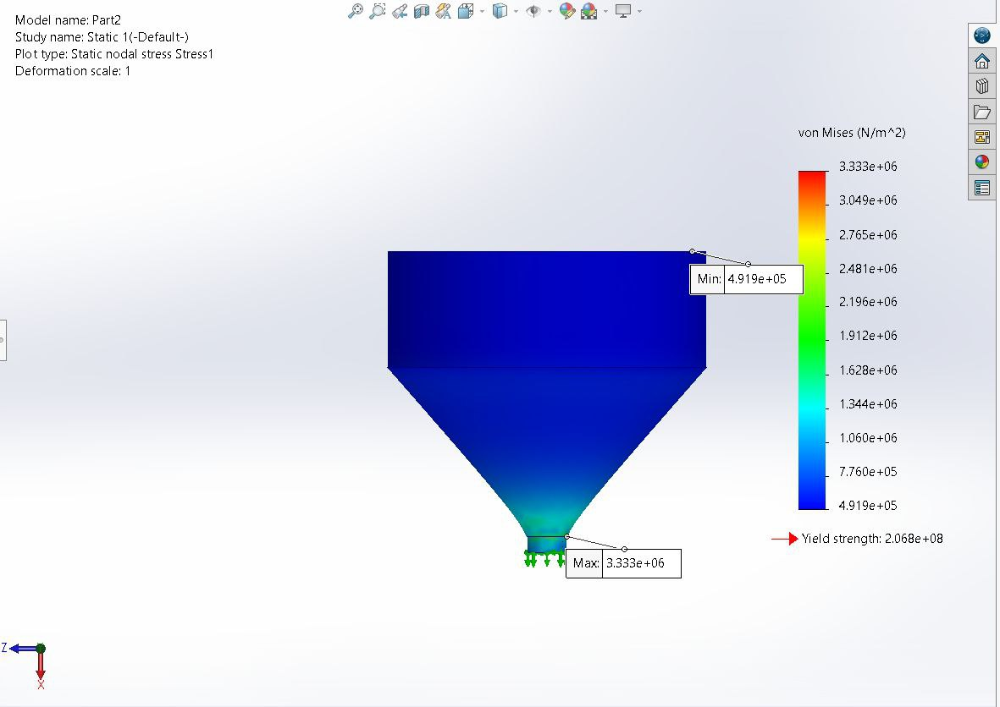 Model name: Part2
Study name: Static 1(-Default-)
Plot type: Static nodal stress Stress1
Deformation scale: 1
von Mises (N/m^2)
3.333e+06
3.049e+06
2.765e+06
2.481e+06
2.196e+06
1.912e+06
1.628e+06
1.344e+06
1.060e+06
7.760e+05
4.919e+05
Yield strength: 2.068e+08
Min: 4.919e+05
Max: 3.333e+06
Z
X